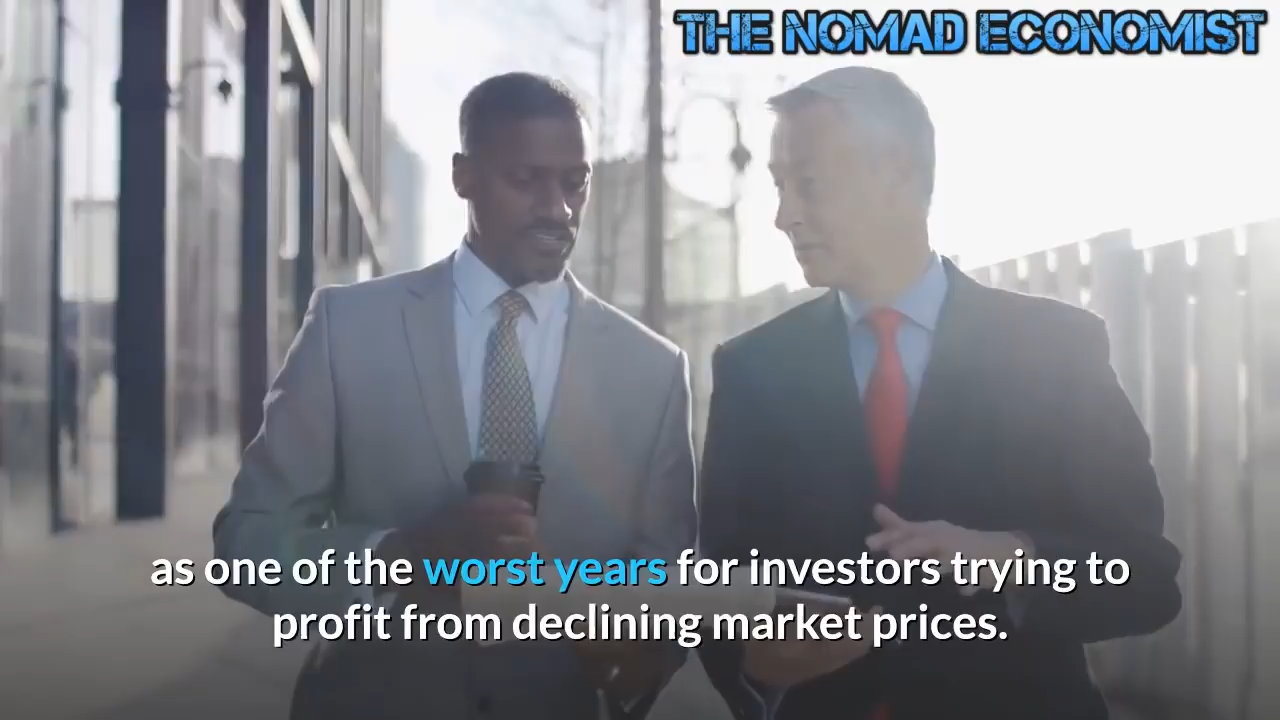 THE NOMAD ECONOMIST
as one of the worst years for investors trying to
profit from declining market prices.